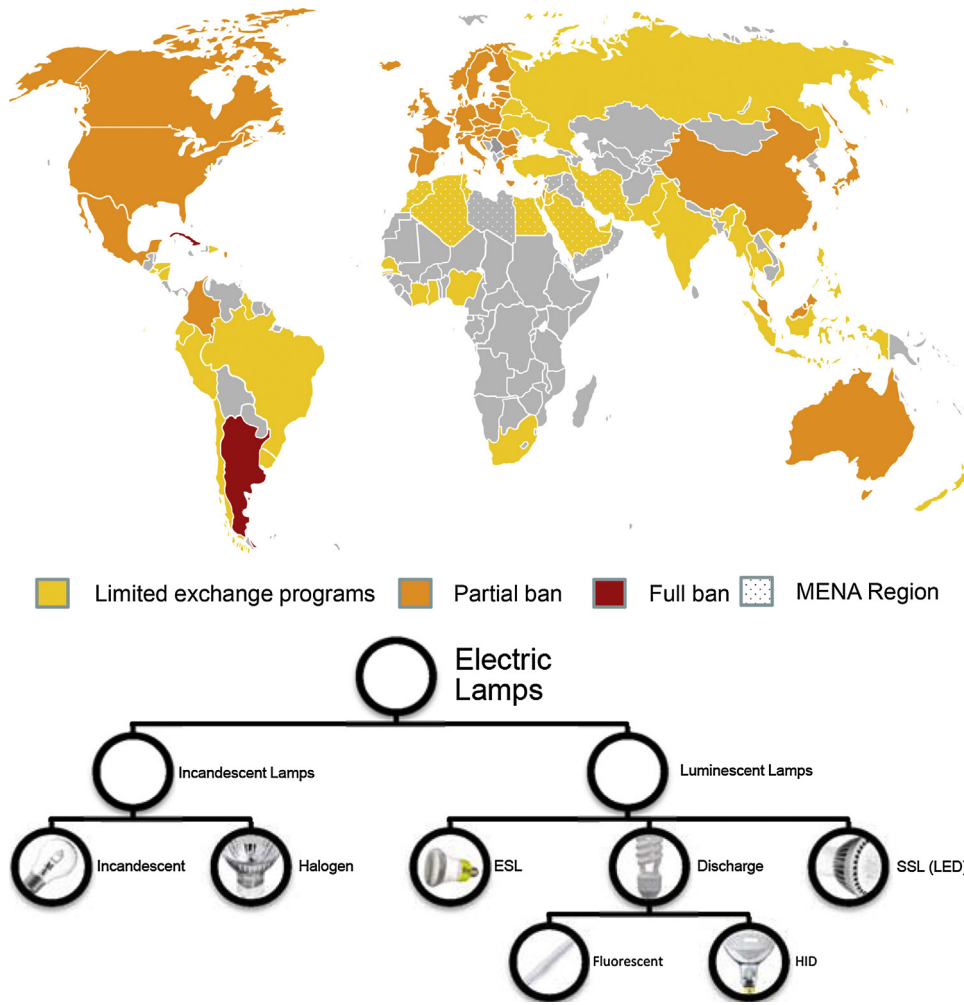 Limited exchange programs Partial ban Full ban MENA Region
Electric
Lamps
Incandescent Lamps Luminescent Lamps
Incandescent Halogen ESL Discharge SSL (LED)
Fluorescent HID